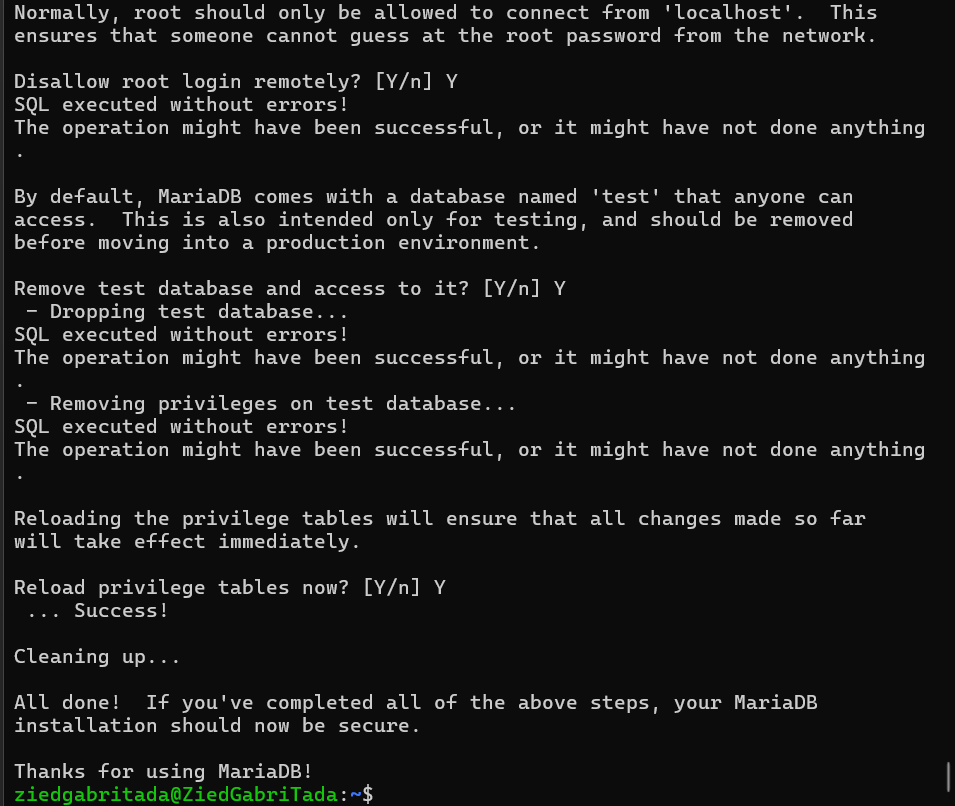 Normally, root should only be allowed to connect from 'localhost'.  This
ensures that someone cannot guess at the root password from the network.
Disallow root login remotely? [Y/n] Y
SQL executed without errors!
The operation might have been successful, or it might have not done anything
.
By default, MariaDB comes with a database named 'test' that anyone can
access.  This is also intended only for testing, and should be removed
before moving into a production environment.
Remove test database and access to it? [Y/n] Y
 - Dropping test database...
SQL executed without errors!
The operation might have been successful, or it might have not done anything
.
 - Removing privileges on test database...
SQL executed without errors!
The operation might have been successful, or it might have not done anything
.
Reloading the privilege tables will ensure that all changes made so far
will take effect immediately.
Reload privilege tables now? [Y/n] Y
 ... Success!
Cleaning up...
All done!  If you've completed all of the above steps, your MariaDB
installation should now be secure.
Thanks for using MariaDB!
ziedgabritada@ZiedGabriTada:~$